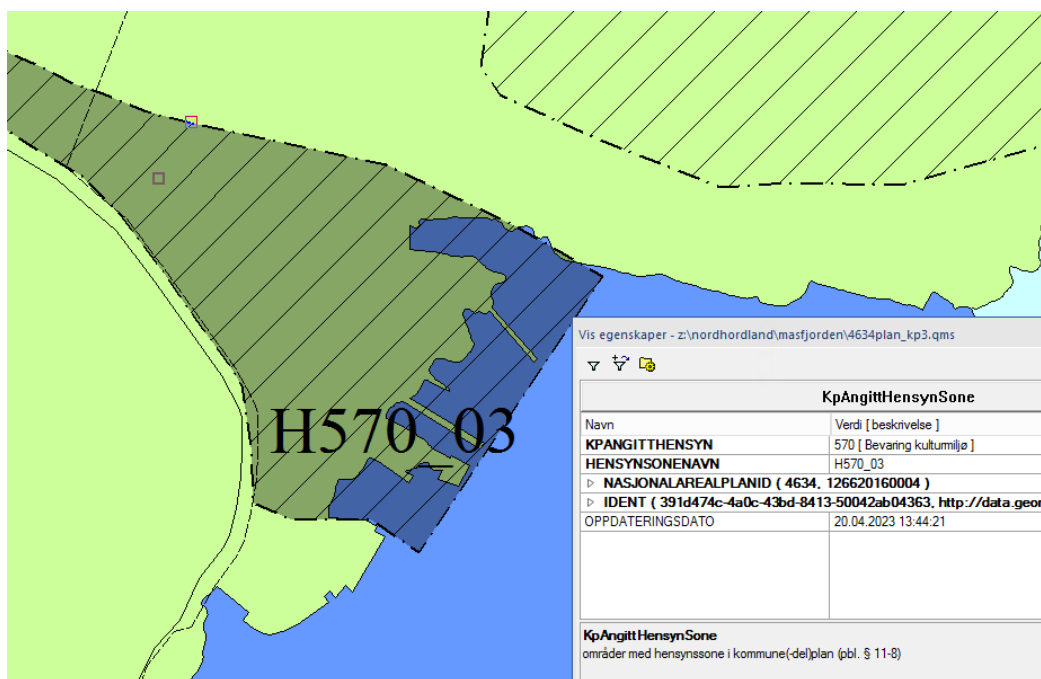 H570_03
Vis egenskaper - z:\nordhordland\masfjorden\4634plan_kp3.qms
KpAngittHensynSone
Navn Verdi [ beskrivelse ]
KPANGITTHENSYN 570 [ Bevaring kulturmiljø ]
HENSYNSONENAVN H570_03
NASJONALAREALPLANID ( 4634, 126620160004 )
IDENT ( 391d474c-4a0c-43bd-8413-50042ab04363, http://data.geor
OPPDATERINGSDATO 20.04.2023 13:44:21
KpAngittHensynSone
områder med hensynssone i kommune(-del)plan (pbl. § 11-8)